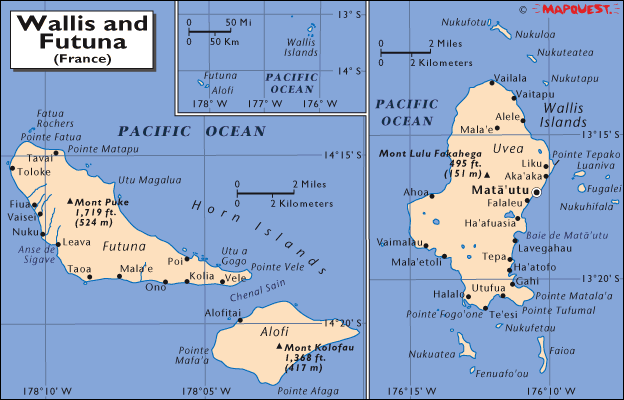 Wallis and
Futuna
(France)
0 50 Mi
0 50 Km
Wallis
Islands
Futuna
Alofi
PACIFIC
OCEAN
13° S
14° S
178° W
177° W
176° W
MAPQUEST
0 2 Miles
0 2 Kilometers
PACIFIC
OCEAN
Nukufotu
Nukuloa
Nukuteatea
Nukutapu
Vailala
Vaitapu
Wallis
Islands
Alele
Mala'e
13°15' S
Uvea
Mont Lulu Fakahega
495 ft.
(151 m)
Liku
Pointe Tepako
Luaniva
Aka'aka
Matā'utu
Fugalei
Ahoa
Falaleu
Nukuhifala
Ha'afuasia
Baie de Matā'utu
Vaimalau
Lavegahau
Mala'etoli
Tepa
Ha'atofo
13°20' S
Gahi
Utufua
Halalo
Pointe Matala'a
Pointe Fogo'one
Te'esi
Pointe Tufumal
Nukufetau
Nukuatea
Faioa
Fenuafo'ou
176°15' W
176°10' W
PACIFIC OCEAN
Fatua
Rochers
Pointe Fatua
Pointe Matapu
Tavai
Toloke
14°15' S
Utu Magalua
Mont Puke
1,719 ft.
(524 m)
0 2 Miles
0 2 Kilometers
Fiua
Vaisei
Nuku
Anse de
Sigave
Leava
Futuna
Horn Islands
Taoa
Mala'e
Ono
Poi
Kolia
Vele
Utu a
Gogo
Pointe Vele
Chenal Sain
Alofitai
14°20' S
Alofi
Mont Kolofau
1,368 ft.
(417 m)
Pointe
Mafa'a
Pointe Afaga
178°10' W
178°05' W